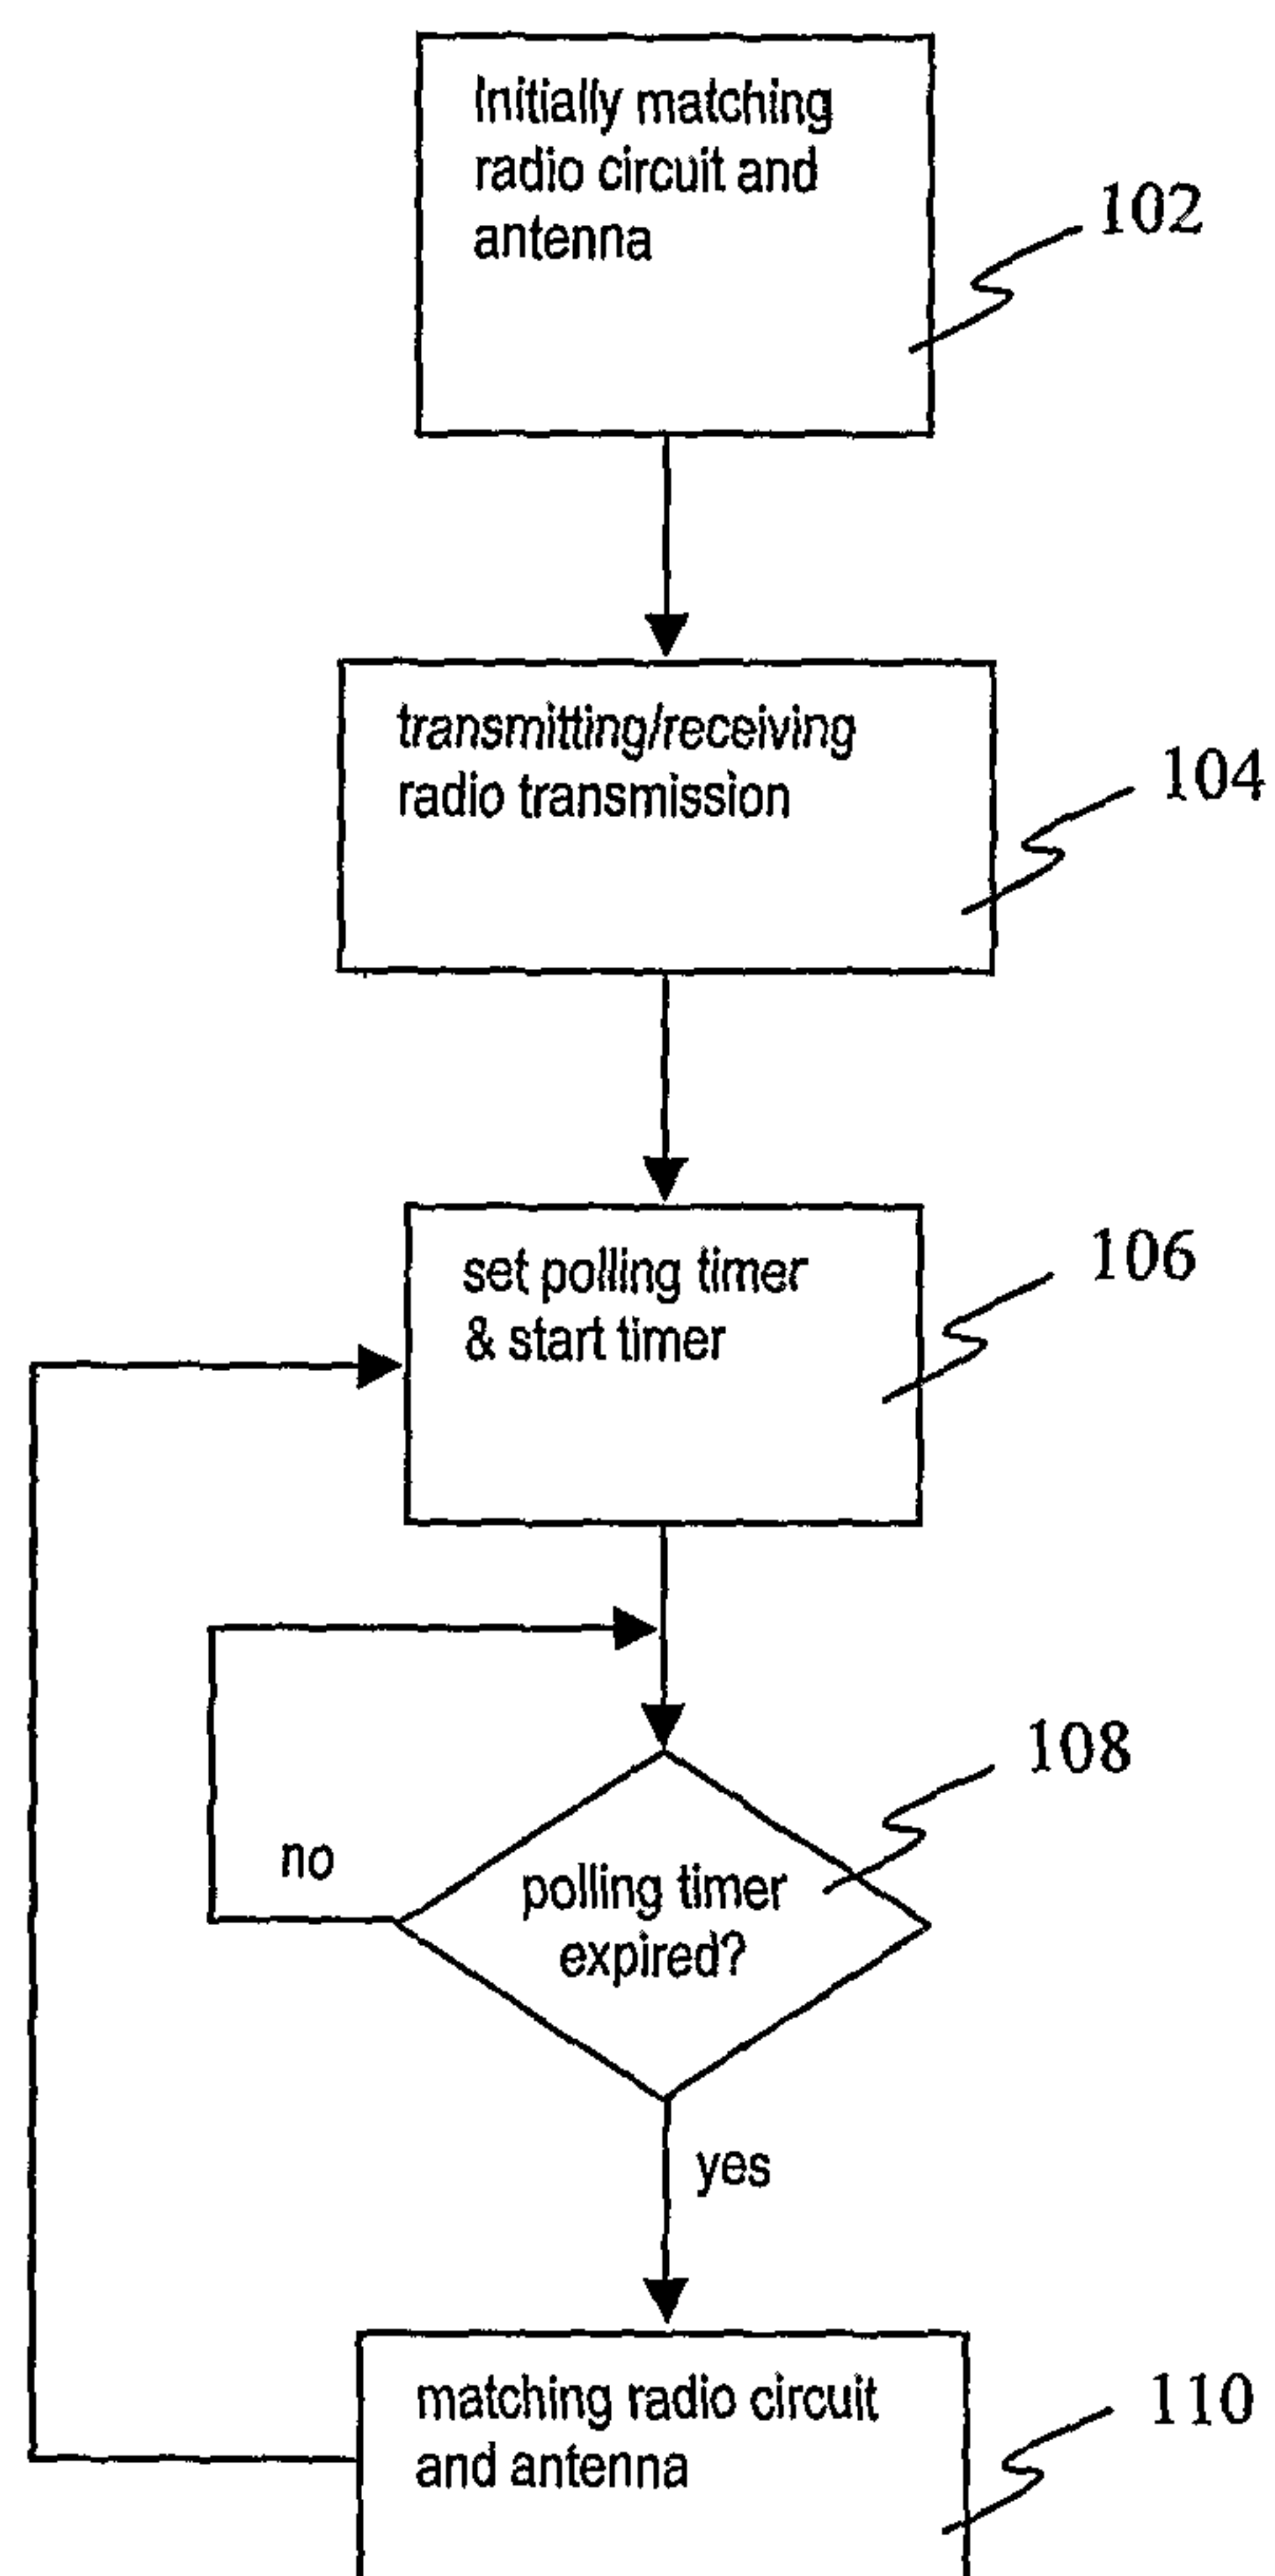 Initially matching
radio circuit and
antenna
102
transmitting/receiving
radio transmission
104
set polling timer
& start timer
106
108
no
polling timer
expired?
yes
matching radio circuit
and antenna
110